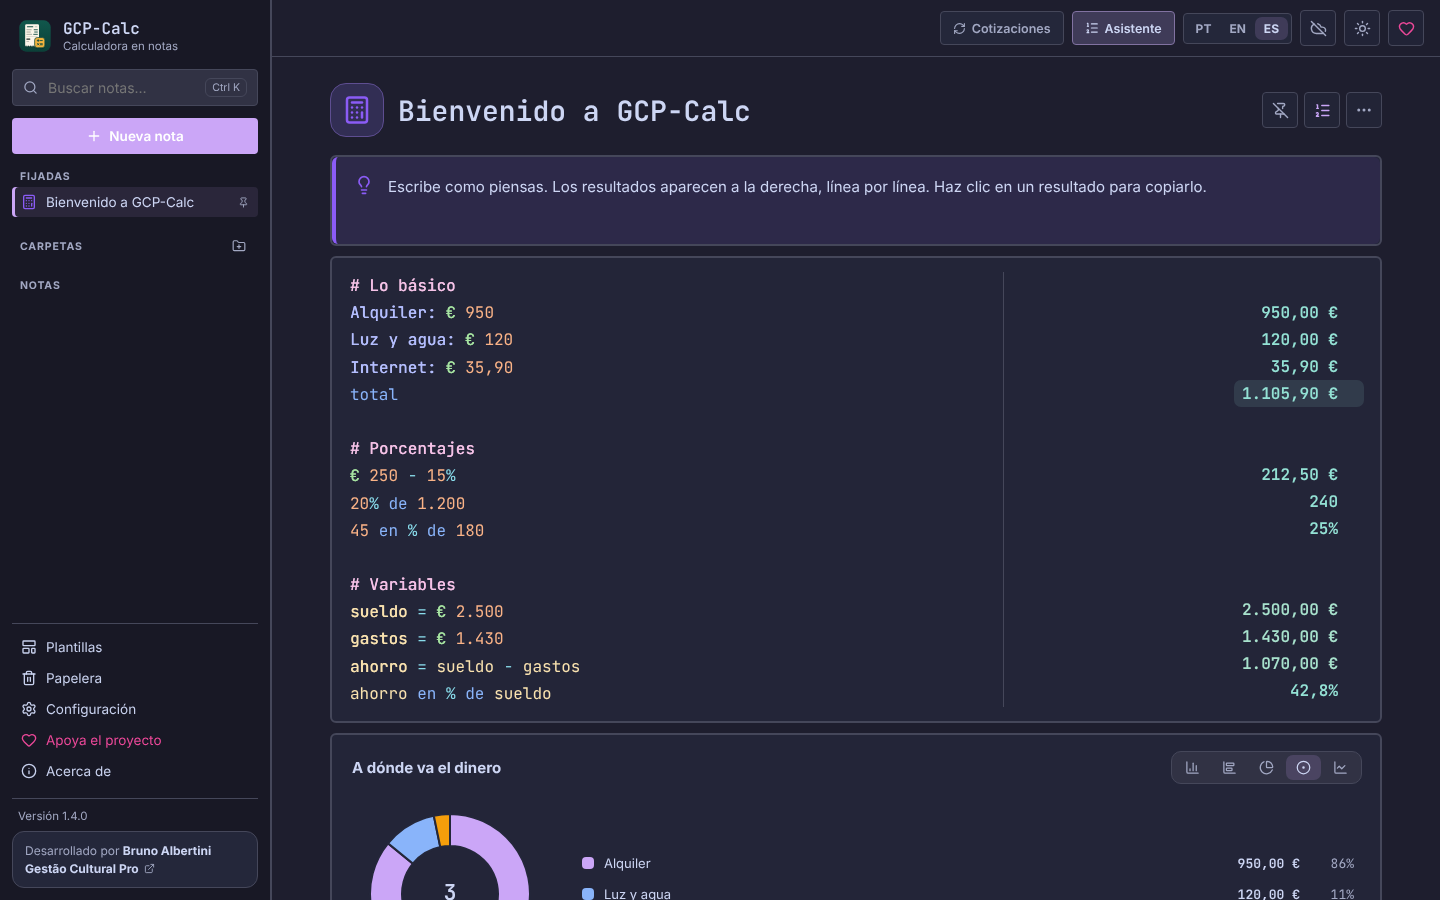 GCP-Calc
Calculadora en notas
Buscar notas...
Ctrl K
Nueva nota
FIJADAS
Bienvenido a GCP-Calc
CARPETAS
NOTAS
Plantillas
Papelera
Configuración
Apoya el proyecto
Acerca de
Versión 1.4.0
Desarrollado por Bruno Albertini
Gestão Cultural Pro
Cotizaciones
Asistente
PT EN ES
Bienvenido a GCP-Calc
Escribe como piensas. Los resultados aparecen a la derecha, línea por línea. Haz clic en un resultado para copiarlo.
# Lo básico
Alquiler: € 950 950,00 €
Luz y agua: € 120 120,00 €
Internet: € 35,90 35,90 €
total 1.105,90 €
# Porcentajes
€ 250 - 15% 212,50 €
20% de 1.200 240
45 en % de 180 25%
# Variables
sueldo = € 2.500 2.500,00 €
gastos = € 1.430 1.430,00 €
ahorro = sueldo - gastos 1.070,00 €
ahorro en % de sueldo 42,8%
A dónde va el dinero
3
Alquiler 950,00 € 86%
Luz y agua 120,00 € 11%